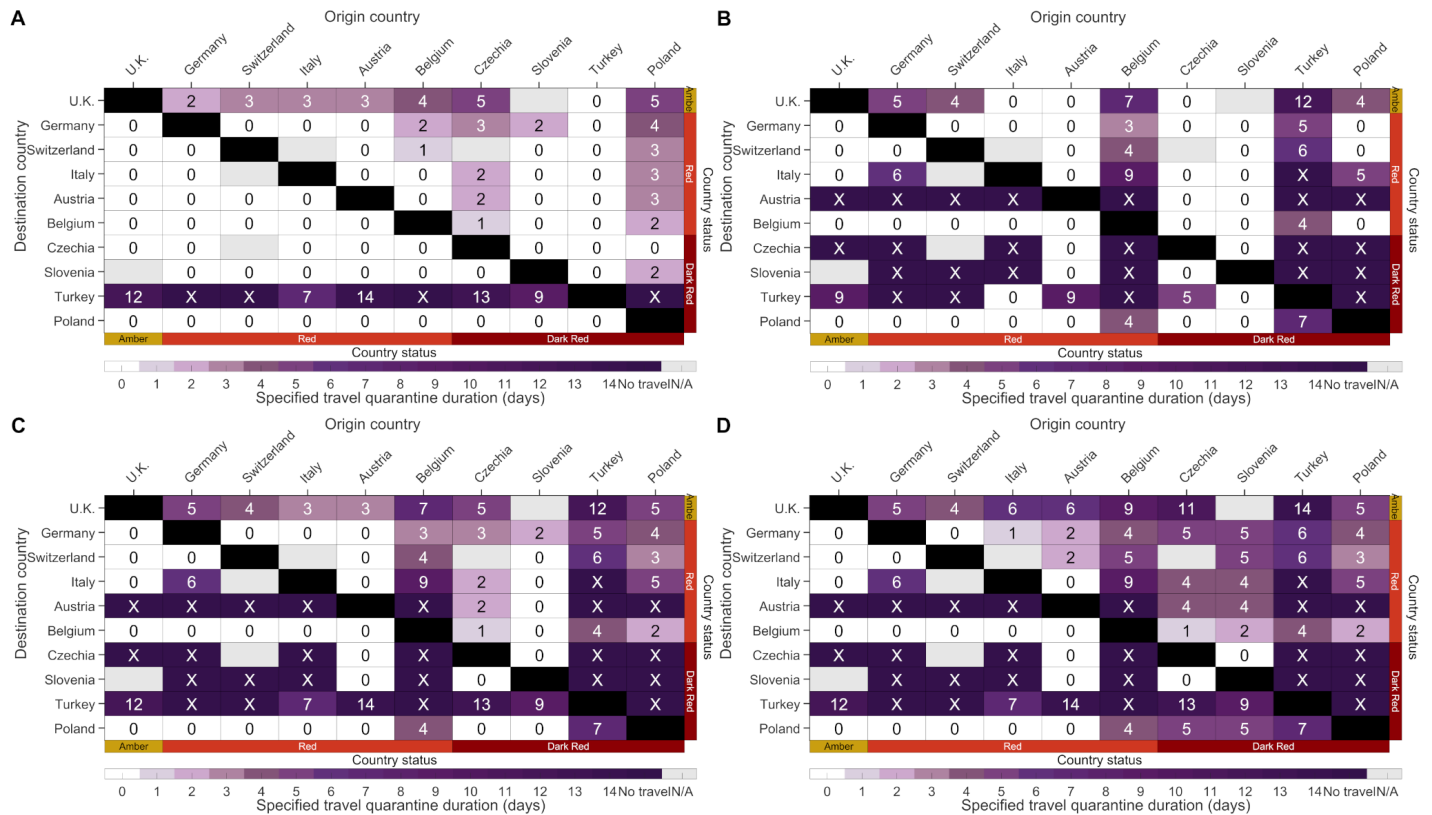 A
Origin country
U.K.
Germany
Switzerland
Italy
Austria
Belgium
Czechia
Slovenia
Turkey
Poland
Destination country
U.K. 2 3 3 3 4 5 0 5
Germany 0 0 0 0 2 3 2 0 4
Switzerland 0 0 0 1 0 0 3
Italy 0 0 0 0 2 0 0 3
Austria 0 0 0 0 0 2 0 0 3
Belgium 0 0 0 0 0 1 0 0 2
Czechia 0 0 0 0 0 0 0 0
Slovenia 0 0 0 0 0 0 0 2
Turkey 12 X X 7 14 X 13 9 X
Poland 0 0 0 0 0 0 0 0 0
Ambe
Red
Dark Red
Country status
Amber Red Dark Red
Country status
0 1 2 3 4 5 6 7 8 9 10 11 12 13 14 No travel N/A
Specified travel quarantine duration (days)
B
Origin country
U.K.
Germany
Switzerland
Italy
Austria
Belgium
Czechia
Slovenia
Turkey
Poland
Destination country
U.K. 5 4 0 0 7 0 12 4
Germany 0 0 0 0 3 0 0 5 0
Switzerland 0 0 0 4 0 6 0
Italy 0 6 0 9 0 0 X 5
Austria X X X X X 0 0 X X
Belgium 0 0 0 0 0 0 0 4 0
Czechia X X X 0 X 0 X X
Slovenia X X X 0 X 0 X X
Turkey 9 X X 0 9 X 5 0 X
Poland 0 0 0 0 0 4 0 0 7
Ambe
Red
Dark Red
Country status
Amber Red Dark Red
Country status
0 1 2 3 4 5 6 7 8 9 10 11 12 13 14 No travel N/A
Specified travel quarantine duration (days)
C
Origin country
U.K.
Germany
Switzerland
Italy
Austria
Belgium
Czechia
Slovenia
Turkey
Poland
Destination country
U.K. 5 4 3 3 7 5 12 5
Germany 0 0 0 0 3 3 2 5 4
Switzerland 0 0 0 4 0 6 3
Italy 0 6 0 9 2 0 X 5
Austria X X X X X 2 0 X X
Belgium 0 0 0 0 0 1 0 4 2
Czechia X X X 0 X 0 X X
Slovenia X X X 0 X 0 X X
Turkey 12 X X 7 14 X 13 9 X
Poland 0 0 0 0 0 4 0 0 7
Ambe
Red
Dark Red
Country status
Amber Red Dark Red
Country status
0 1 2 3 4 5 6 7 8 9 10 11 12 13 14 No travel N/A
Specified travel quarantine duration (days)
D
Origin country
U.K.
Germany
Switzerland
Italy
Austria
Belgium
Czechia
Slovenia
Turkey
Poland
Destination country
U.K. 5 4 6 6 9 11 14 5
Germany 0 0 1 2 4 5 5 6 4
Switzerland 0 0 2 5 5 6 3
Italy 0 6 0 9 4 4 X 5
Austria X X X X X 4 4 X X
Belgium 0 0 0 0 0 1 2 4 2
Czechia X X X 0 X 0 X X
Slovenia X X X 0 X 0 X X
Turkey 12 X X 7 14 X 13 9 X
Poland 0 0 0 0 0 4 5 5 7
Ambe
Red
Dark Red
Country status
Amber Red Dark Red
Country status
0 1 2 3 4 5 6 7 8 9 10 11 12 13 14 No travel N/A
Specified travel quarantine duration (days)